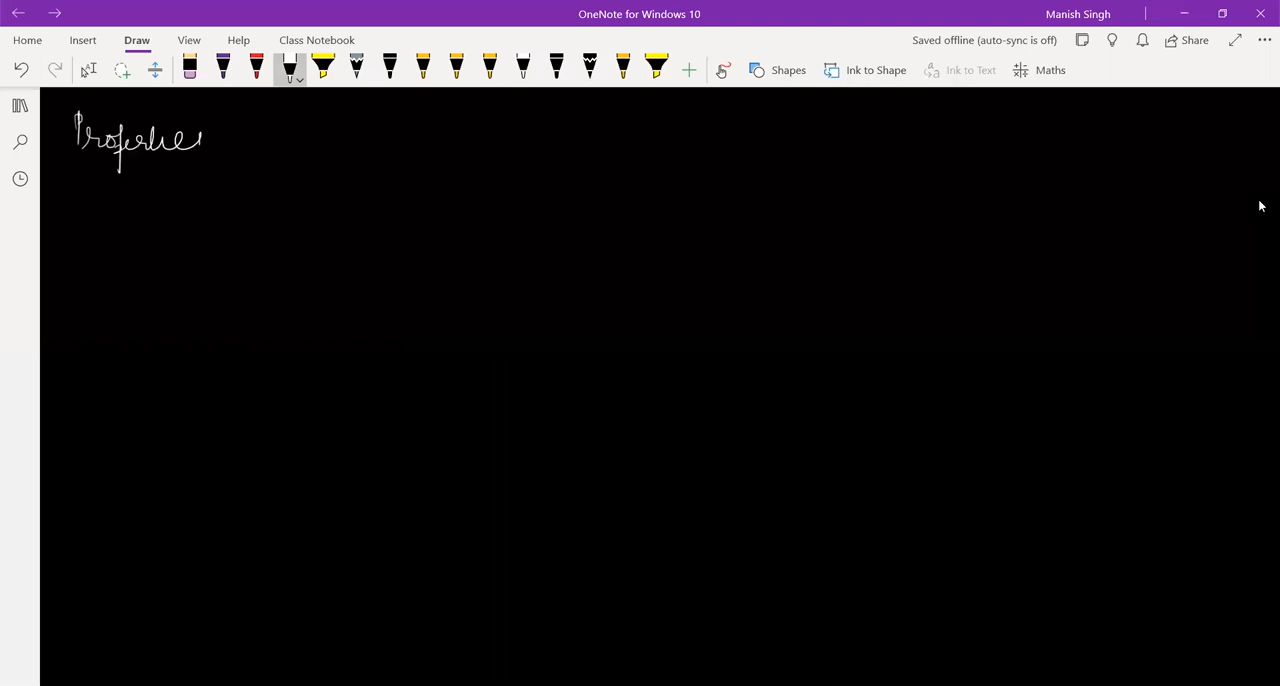 OneNote for Windows 10
Manish Singh
Home Insert Draw View Help Class Notebook
Saved offline (auto-sync is off) Share
Shapes Ink to Shape Ink to Text Maths
Properties